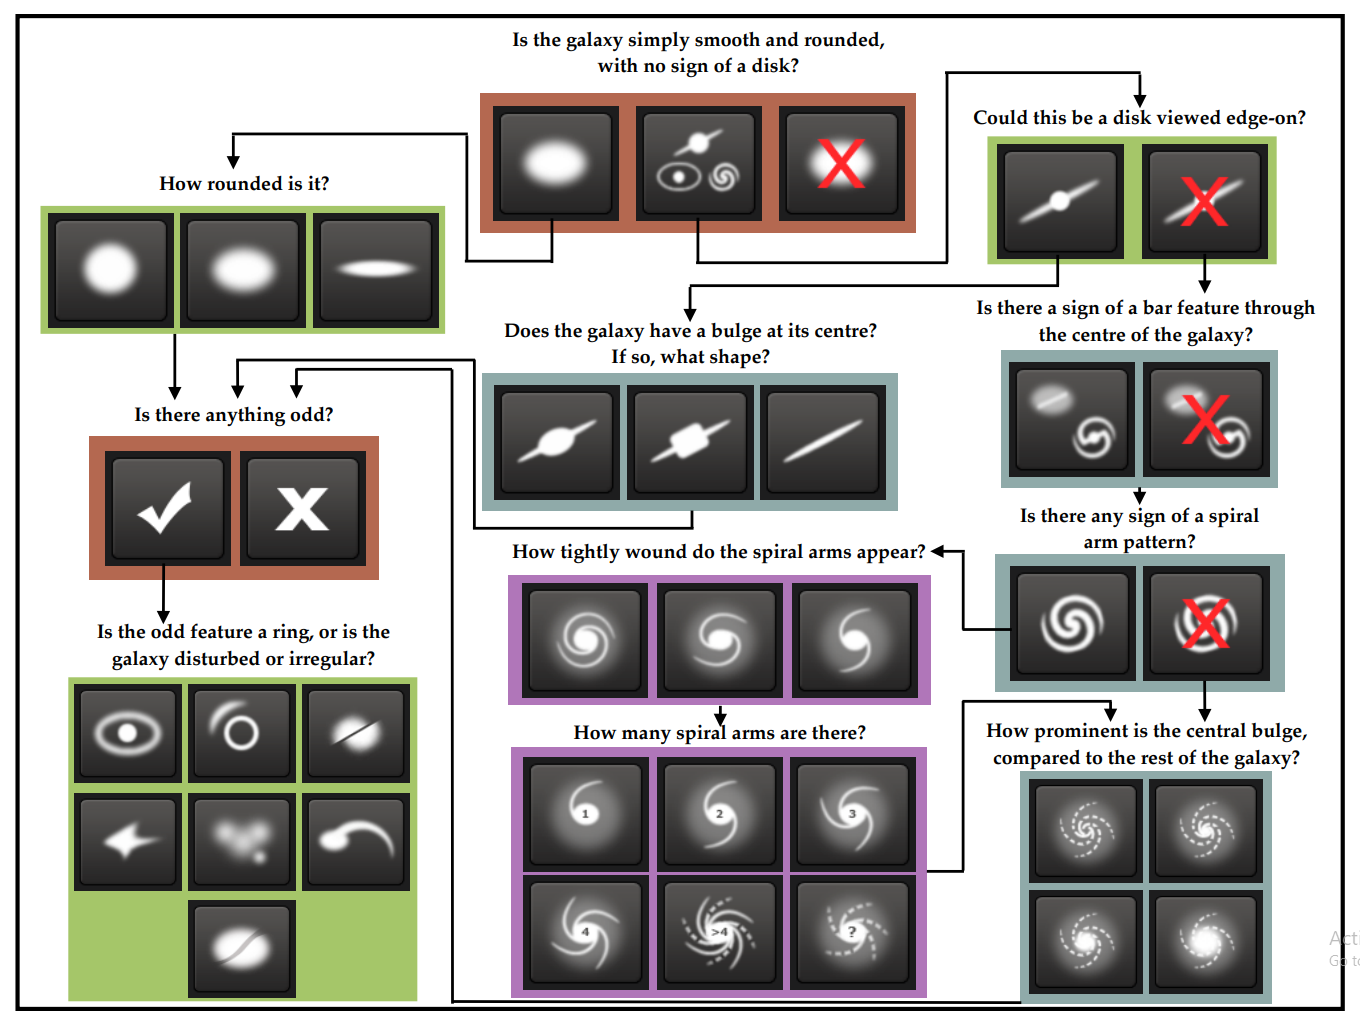 Is the galaxy simply smooth and rounded,
with no sign of a disk?
Could this be a disk viewed edge-on?
How rounded is it?
Does the galaxy have a bulge at its centre?
If so, what shape?
Is there a sign of a bar feature through
the centre of the galaxy?
Is there anything odd?
Is there any sign of a spiral
arm pattern?
How tightly wound do the spiral arms appear?
Is the odd feature a ring, or is the
galaxy disturbed or irregular?
How many spiral arms are there?
1
2
3
4
>4
?
How prominent is the central bulge,
compared to the rest of the galaxy?